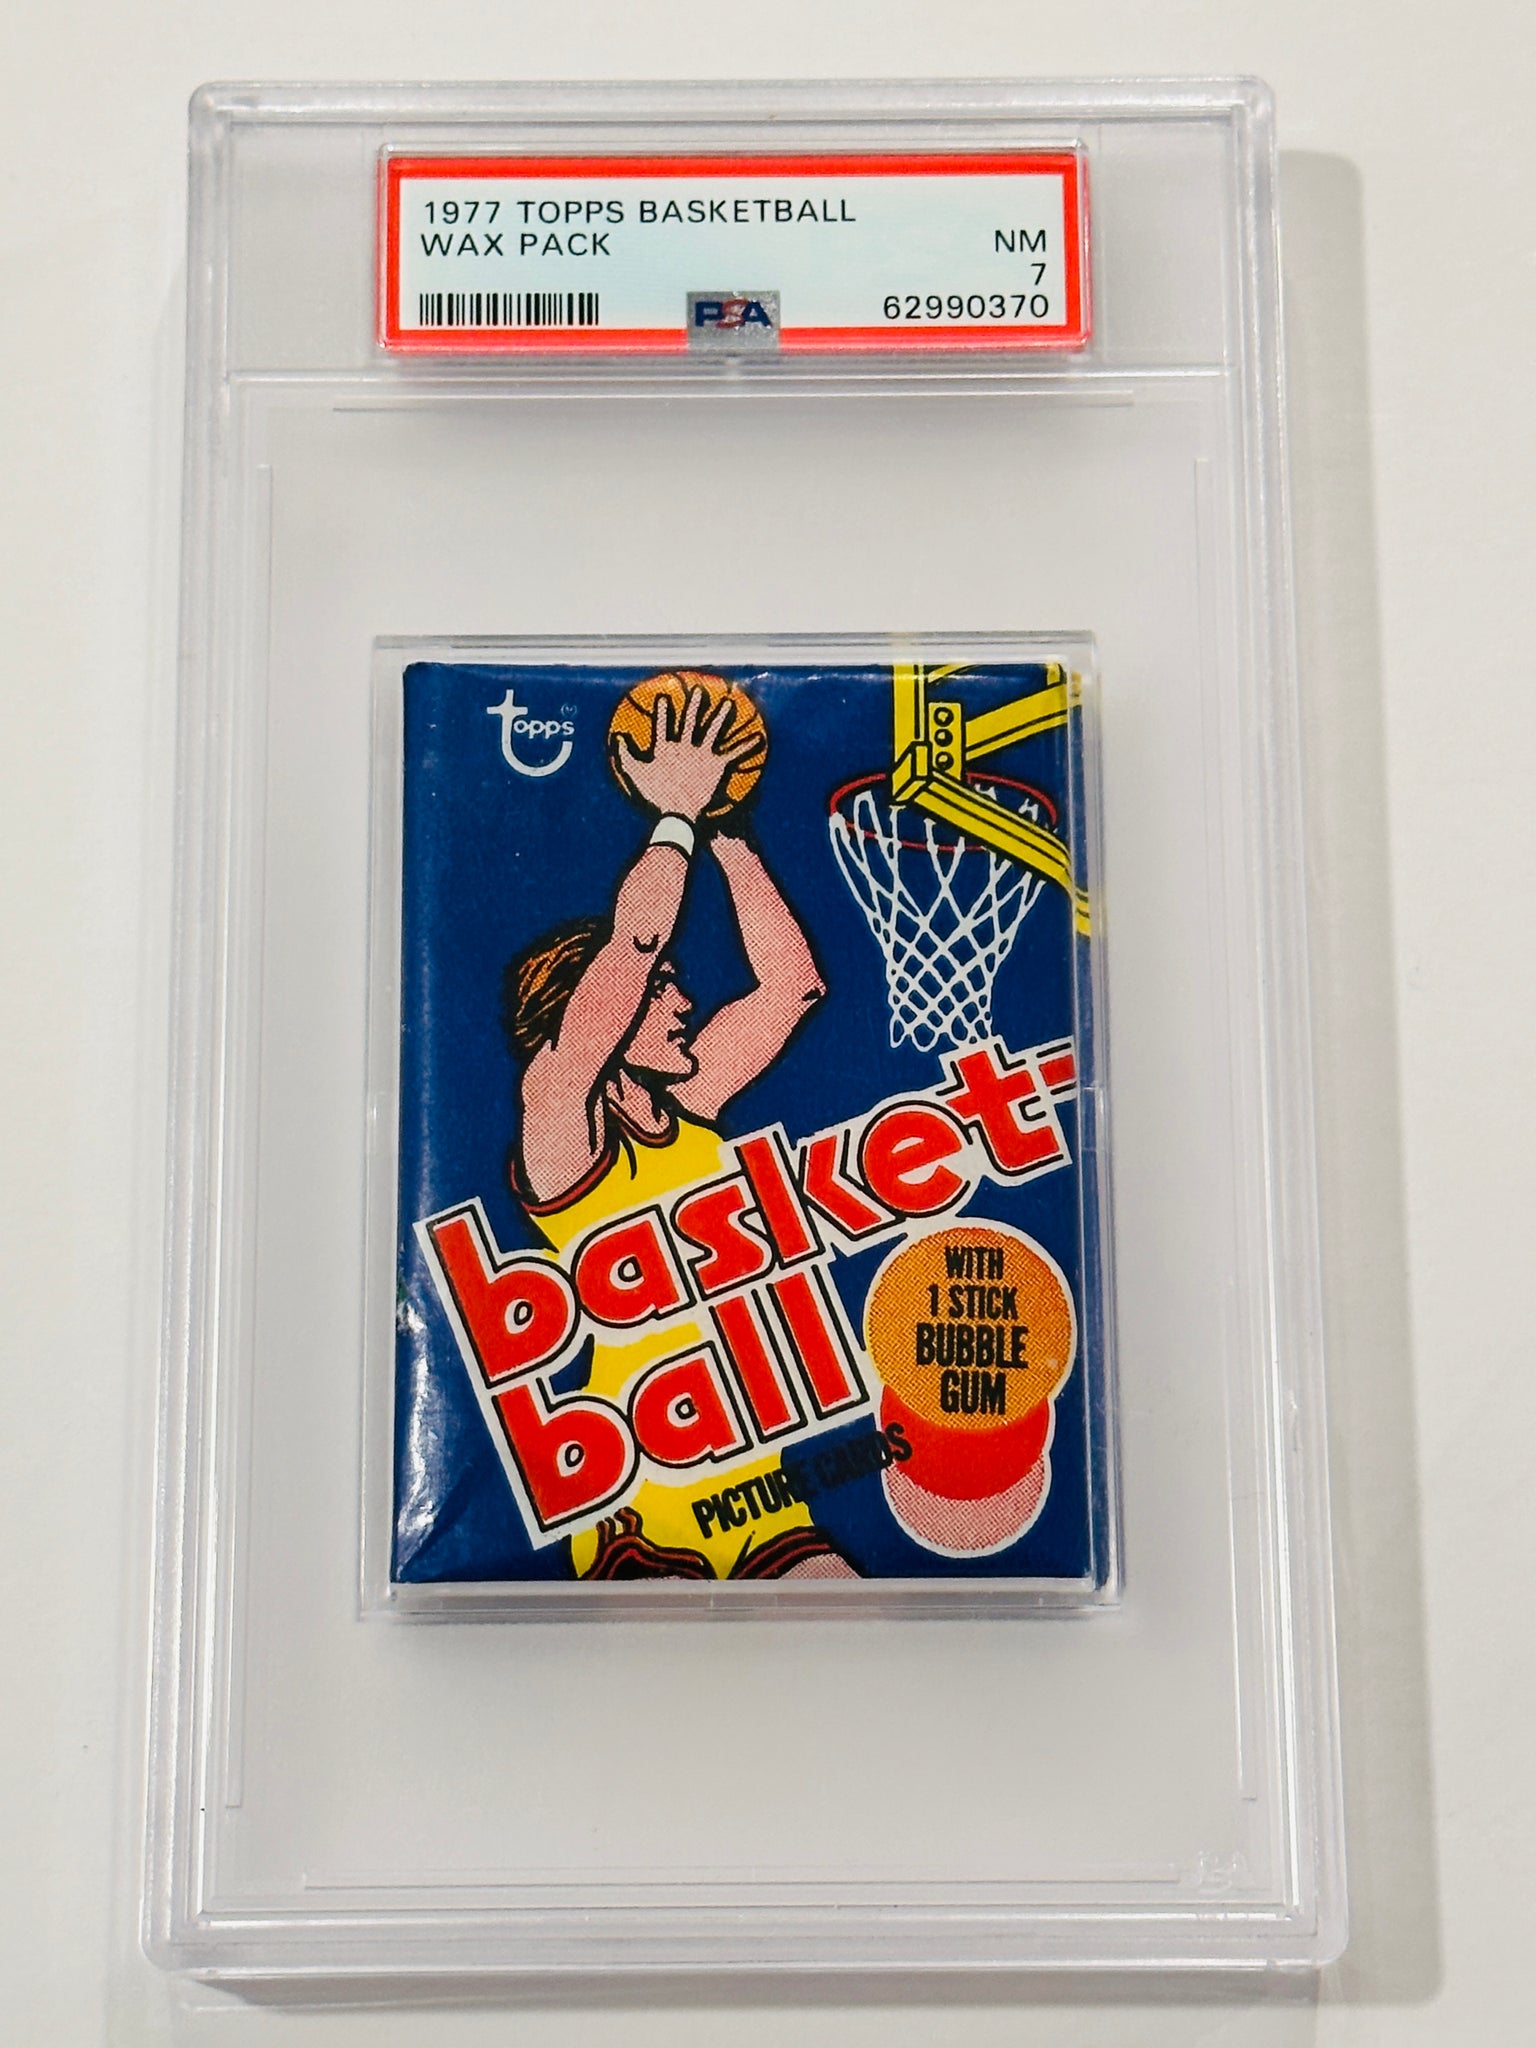 1977 TOPPS BASKETBALL
WAX PACK
NM
7
PSA
62990370
topps
basket-
ball
PICTURE CARDS
WITH
1 STICK
BUBBLE
GUM